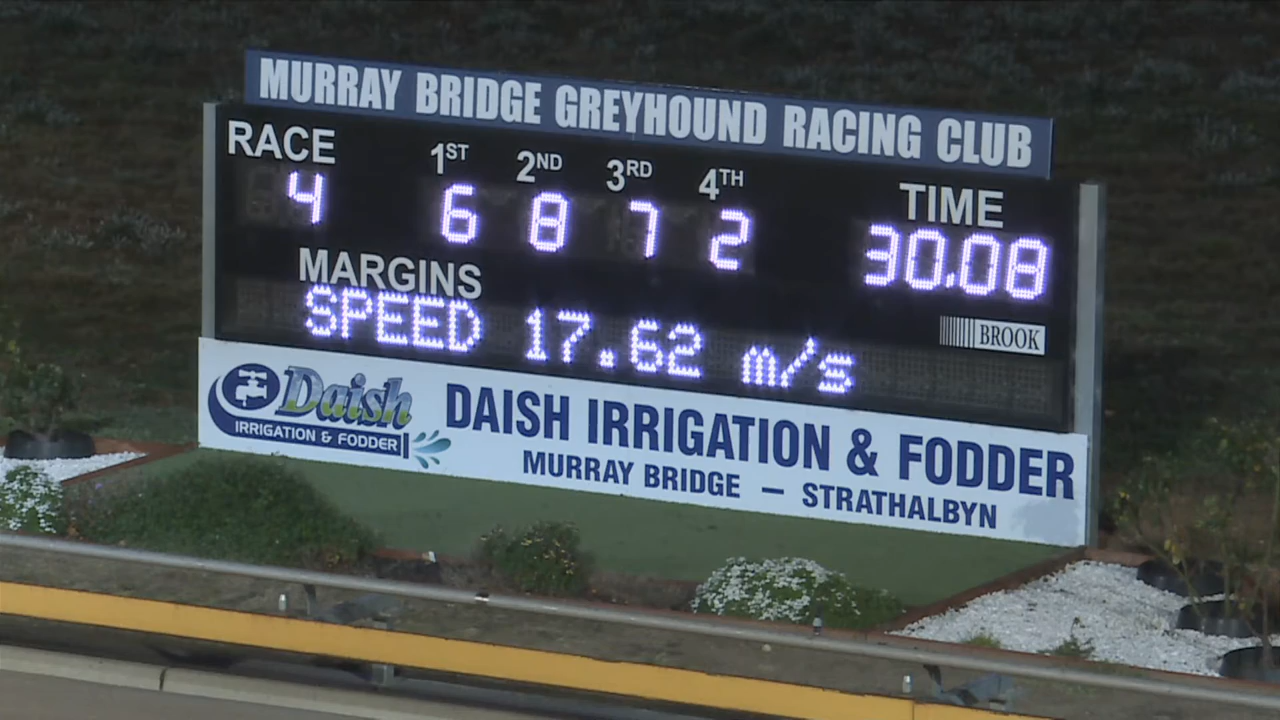 MURRAY BRIDGE GREYHOUND RACING CLUB
RACE 1ST 2ND 3RD 4TH TIME
4 6 8 7 2 30.08
MARGINS
SPEED 17.62 m/s
BROOK
Daish
IRRIGATION & FODDER
DAISH IRRIGATION & FODDER
MURRAY BRIDGE – STRATHALBYN